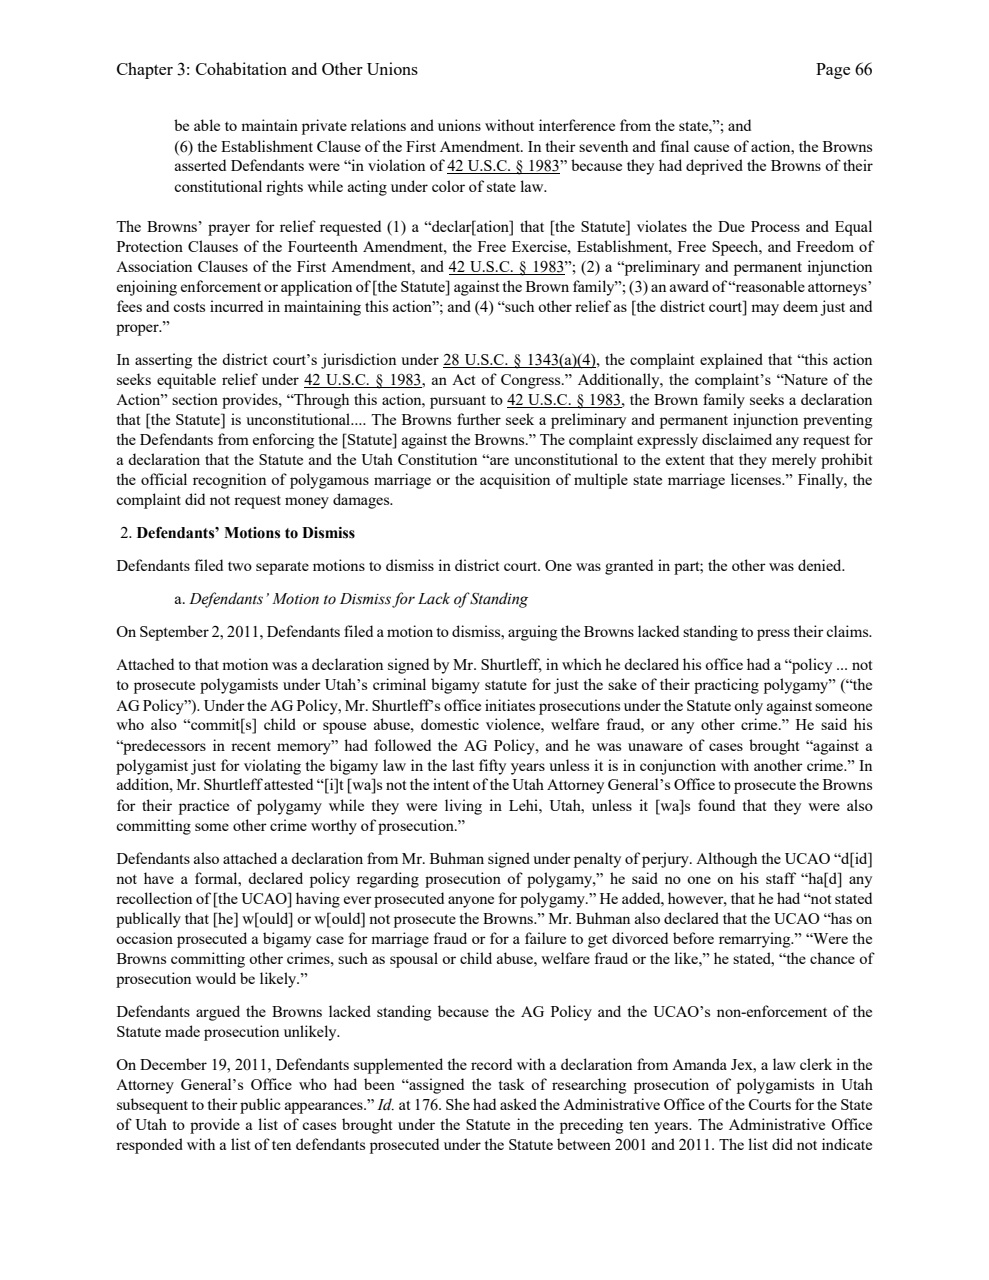 Chapter 3: Cohabitation and Other Unions Page 66
be able to maintain private relations and unions without interference from the state,”; and
(6) the Establishment Clause of the First Amendment. In their seventh and final cause of action, the Browns
asserted Defendants were “in violation of 42 U.S.C. § 1983” because they had deprived the Browns of their
constitutional rights while acting under color of state law.
The Browns’ prayer for relief requested (1) a “declar[ation] that [the Statute] violates the Due Process and Equal
Protection Clauses of the Fourteenth Amendment, the Free Exercise, Establishment, Free Speech, and Freedom of
Association Clauses of the First Amendment, and 42 U.S.C. § 1983”; (2) a “preliminary and permanent injunction
enjoining enforcement or application of [the Statute] against the Brown family”; (3) an award of “reasonable attorneys’
fees and costs incurred in maintaining this action”; and (4) “such other relief as [the district court] may deem just and
proper.”
In asserting the district court’s jurisdiction under 28 U.S.C. § 1343(a)(4), the complaint explained that “this action
seeks equitable relief under 42 U.S.C. § 1983, an Act of Congress.” Additionally, the complaint’s “Nature of the
Action” section provides, “Through this action, pursuant to 42 U.S.C. § 1983, the Brown family seeks a declaration
that [the Statute] is unconstitutional.... The Browns further seek a preliminary and permanent injunction preventing
the Defendants from enforcing the [Statute] against the Browns.” The complaint expressly disclaimed any request for
a declaration that the Statute and the Utah Constitution “are unconstitutional to the extent that they merely prohibit
the official recognition of polygamous marriage or the acquisition of multiple state marriage licenses.” Finally, the
complaint did not request money damages.
2. Defendants’ Motions to Dismiss
Defendants filed two separate motions to dismiss in district court. One was granted in part; the other was denied.
a. Defendants’ Motion to Dismiss for Lack of Standing
On September 2, 2011, Defendants filed a motion to dismiss, arguing the Browns lacked standing to press their claims.
Attached to that motion was a declaration signed by Mr. Shurtleff, in which he declared his office had a “policy ... not
to prosecute polygamists under Utah’s criminal bigamy statute for just the sake of their practicing polygamy” (“the
AG Policy”). Under the AG Policy, Mr. Shurtleff’s office initiates prosecutions under the Statute only against someone
who also “commit[s] child or spouse abuse, domestic violence, welfare fraud, or any other crime.” He said his
“predecessors in recent memory” had followed the AG Policy, and he was unaware of cases brought “against a
polygamist just for violating the bigamy law in the last fifty years unless it is in conjunction with another crime.” In
addition, Mr. Shurtleff attested “[i]t [wa]s not the intent of the Utah Attorney General’s Office to prosecute the Browns
for their practice of polygamy while they were living in Lehi, Utah, unless it [wa]s found that they were also
committing some other crime worthy of prosecution.”
Defendants also attached a declaration from Mr. Buhman signed under penalty of perjury. Although the UCAO “d[id]
not have a formal, declared policy regarding prosecution of polygamy,” he said no one on his staff “ha[d] any
recollection of [the UCAO] having ever prosecuted anyone for polygamy.” He added, however, that he had “not stated
publically that [he] w[ould] or w[ould] not prosecute the Browns.” Mr. Buhman also declared that the UCAO “has on
occasion prosecuted a bigamy case for marriage fraud or for a failure to get divorced before remarrying.” “Were the
Browns committing other crimes, such as spousal or child abuse, welfare fraud or the like,” he stated, “the chance of
prosecution would be likely.”
Defendants argued the Browns lacked standing because the AG Policy and the UCAO’s non-enforcement of the
Statute made prosecution unlikely.
On December 19, 2011, Defendants supplemented the record with a declaration from Amanda Jex, a law clerk in the
Attorney General’s Office who had been “assigned the task of researching prosecution of polygamists in Utah
subsequent to their public appearances.” Id. at 176. She had asked the Administrative Office of the Courts for the State
of Utah to provide a list of cases brought under the Statute in the preceding ten years. The Administrative Office
responded with a list of ten defendants prosecuted under the Statute between 2001 and 2011. The list did not indicate